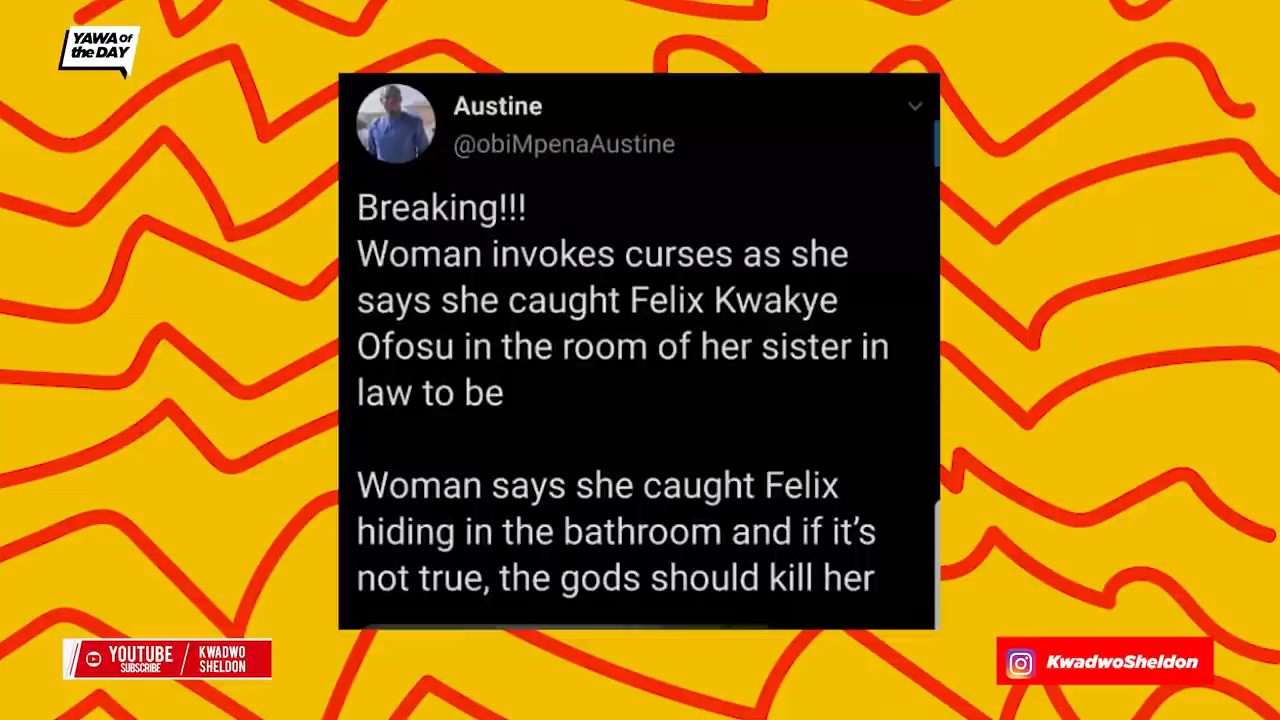 YAWA of
the DAY
Austine
@obiMpenaAustine
Breaking!!!
Woman invokes curses as she
says she caught Felix Kwakye
Ofosu in the room of her sister in
law to be
Woman says she caught Felix
hiding in the bathroom and if it's
not true, the gods should kill her
YOUTUBE
SUBSCRIBE
KWADWO
SHELDON
KwadwoSheldon